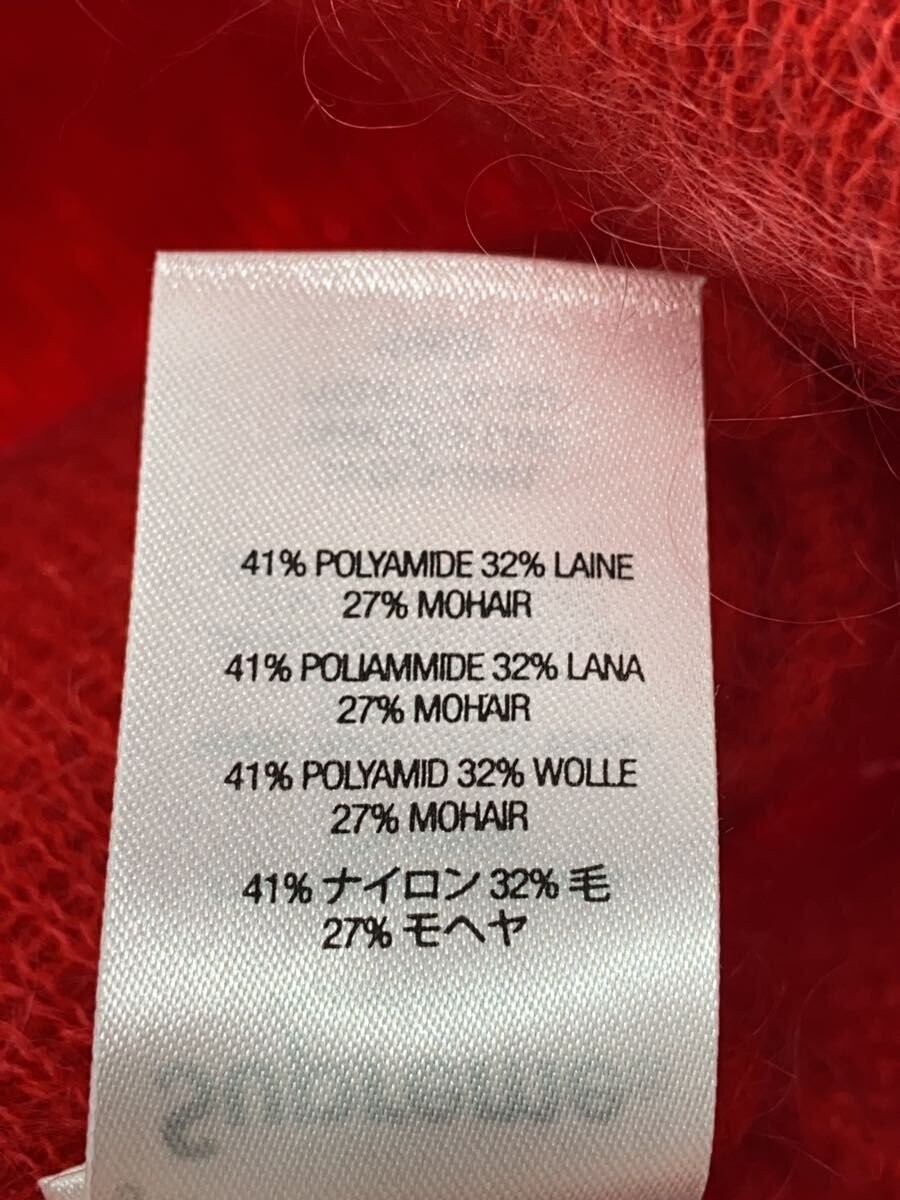 41% POLYAMIDE 32% LAINE
27% MOHAIR
41% POLIAMMIDE 32% LANA
27% MOHAIR
41% POLYAMID 32% WOLLE
27% MOHAIR
41% ナイロン 32% 毛
27% モヘヤ